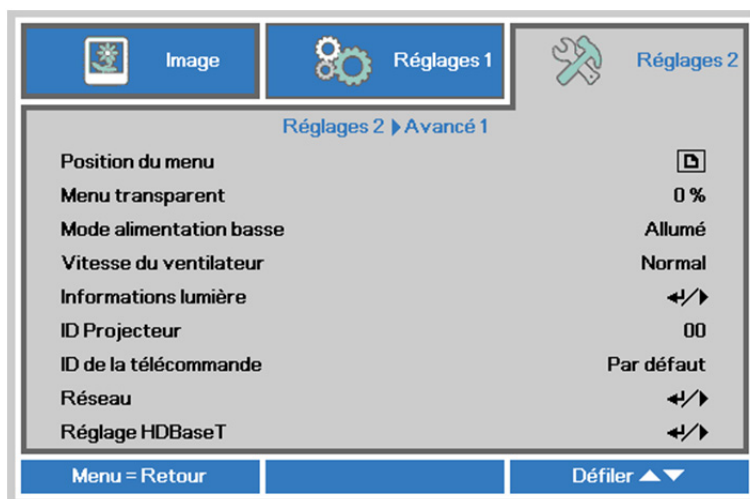 Image
Réglages 1
Réglages 2
Réglages 2 ▶ Avancé 1
Position du menu
Menu transparent 0 %
Mode alimentation basse Allumé
Vitesse du ventilateur Normal
Informations lumière ↵/▶
ID Projecteur 00
ID de la télécommande Par défaut
Réseau ↵/▶
Réglage HDBaseT ↵/▶
Menu = Retour
Défiler ▲▼